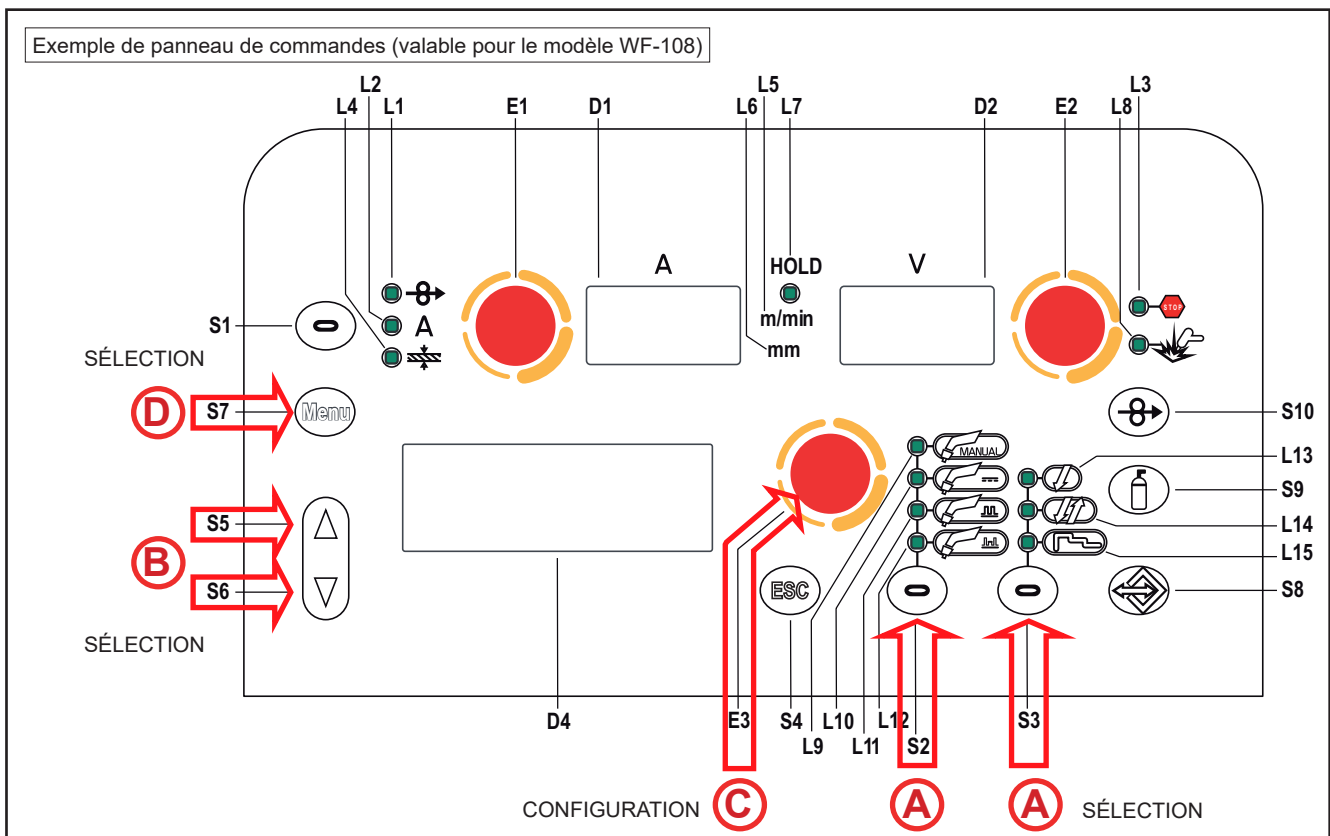 Exemple de panneau de commandes (valable pour le modèle WF-108)
L2 L5 L3
L4 L1 E1 D1 L6 L7 D2 E2 L8
A HOLD V
STOP
m/min
S1 A
mm
SÉLECTION
D S7 Menu S10
MANUAL
L13
S9
S5 L14
B L15
S6 ESC S8
SÉLECTION
D4 E3 S4 L10 L12 S3
L9 L11 S2
CONFIGURATION C A A SÉLECTION